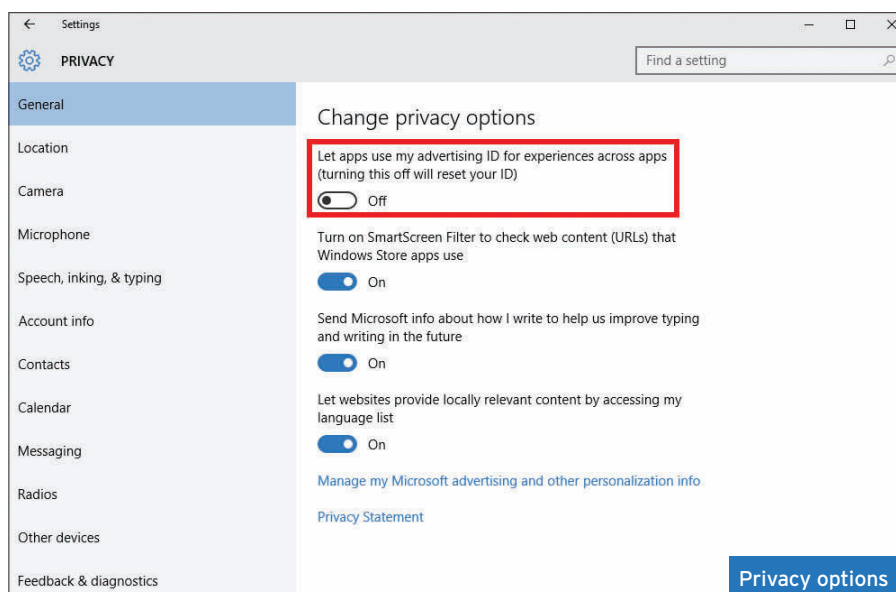 Settings
PRIVACY
Find a setting
General
Location
Camera
Microphone
Speech, inking, & typing
Account info
Contacts
Calendar
Messaging
Radios
Other devices
Feedback & diagnostics
Change privacy options
Let apps use my advertising ID for experiences across apps
(turning this off will reset your ID)
Off
Turn on SmartScreen Filter to check web content (URLs) that
Windows Store apps use
On
Send Microsoft info about how I write to help us improve typing
and writing in the future
On
Let websites provide locally relevant content by accessing my
language list
On
Manage my Microsoft advertising and other personalization info
Privacy Statement
Privacy options